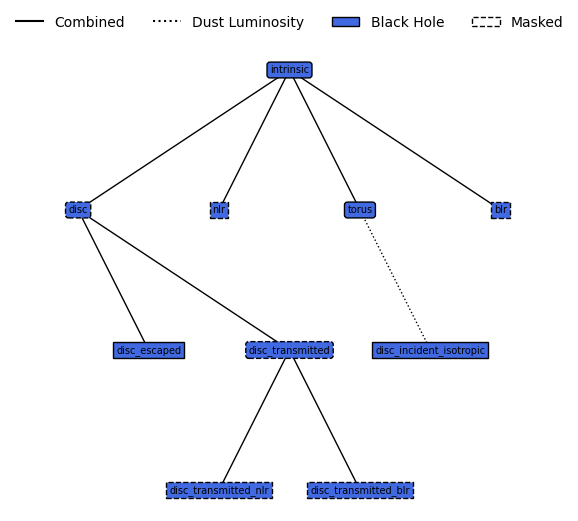 Combined Dust Luminosity Black Hole Masked
intrinsic
disc nlr torus blr
disc_escaped disc_transmitted disc_incident_isotropic
disc_transmitted_nlr disc_transmitted_blr